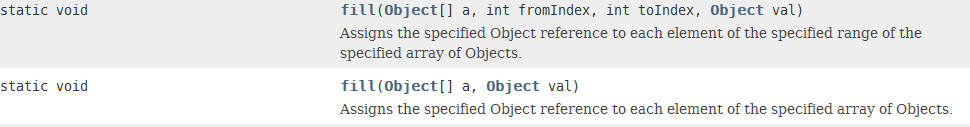 static void fill(Object[] a, int fromIndex, int toIndex, Object val)
Assigns the specified Object reference to each element of the specified range of the
specified array of Objects.
static void fill(Object[] a, Object val)
Assigns the specified Object reference to each element of the specified array of Objects.